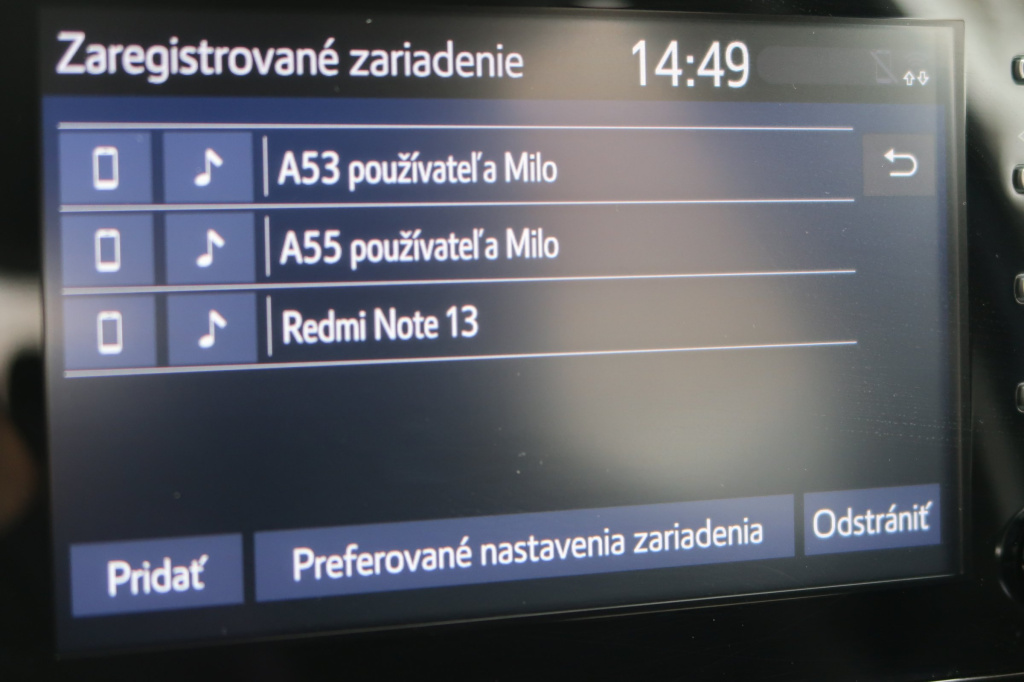 Zaregistrované zariadenie 14:49
A53 používateľa Milo
A55 používateľa Milo
Redmi Note 13
Pridať Preferované nastavenia zariadenia Odstrániť